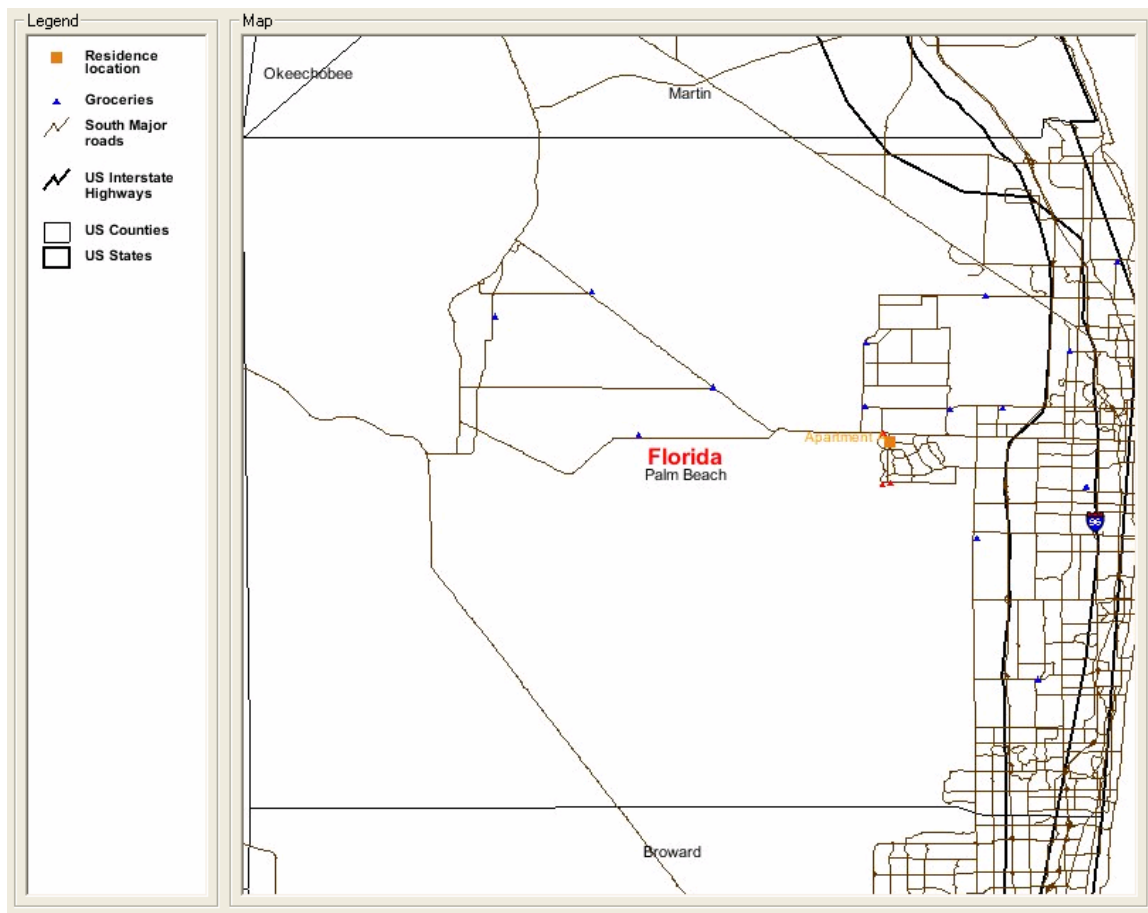 Legend
Residence
location
Groceries
South Major
roads
US Interstate
Highways
US Counties
US States
Map
Okeechobee
Martin
Apartment
Florida
Palm Beach
96
Broward